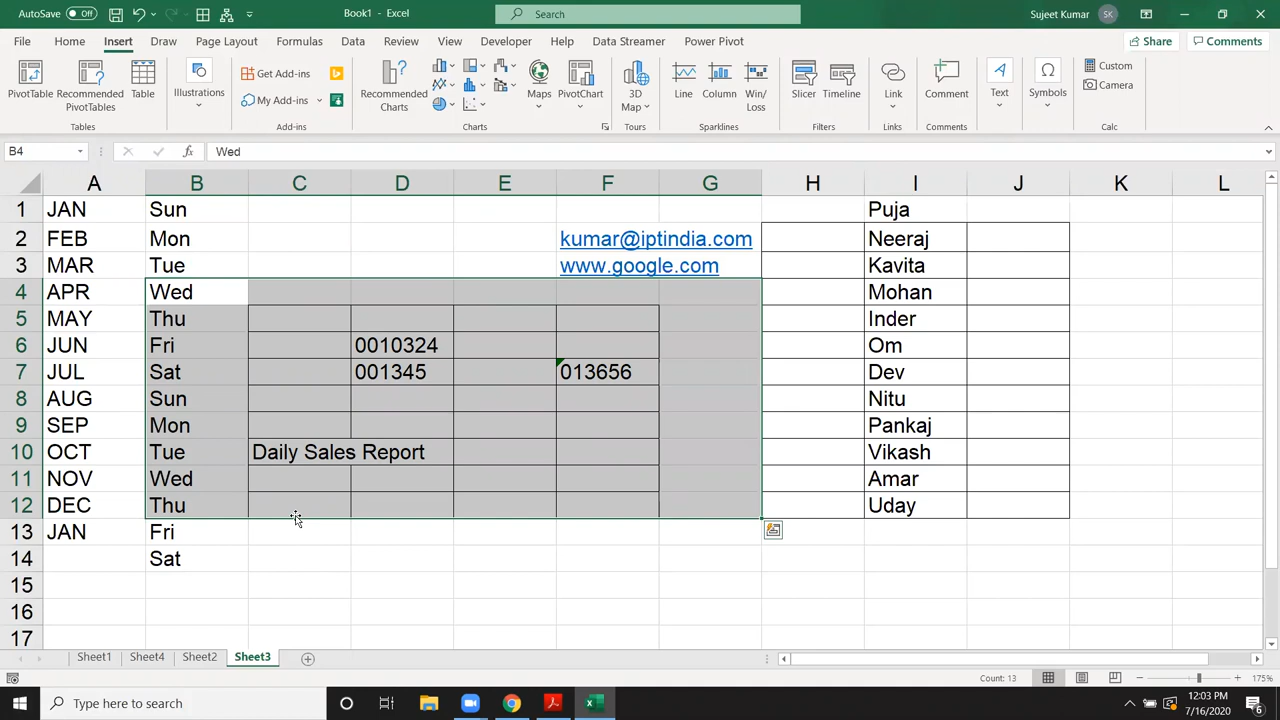 AutoSave Off Book1 - Excel Search Sujeet Kumar SK
File Home Insert Draw Page Layout Formulas Data Review View Developer Help Data Streamer Power Pivot Share Comments
PivotTable Recommended PivotTables Table Illustrations Get Add-ins My Add-ins Recommended Charts Maps PivotChart 3D Map Line Column Win/Loss Slicer Timeline Link Comment Text Symbols Custom Camera
Tables Add-ins Charts Tours Sparklines Filters Links Comments Calc
B4 fx Wed
A B C D E F G H I J K L
1 JAN Sun Puja
2 FEB Mon kumar@iptindia.com Neeraj
3 MAR Tue www.google.com Kavita
4 APR Wed Mohan
5 MAY Thu Inder
6 JUN Fri 0010324 Om
7 JUL Sat 001345 013656 Dev
8 AUG Sun Nitu
9 SEP Mon Pankaj
10 OCT Tue Daily Sales Report Vikash
11 NOV Wed Amar
12 DEC Thu Uday
13 JAN Fri
14 Sat
15
16
17
Sheet1 Sheet4 Sheet2 Sheet3
Count: 13 175%
Type here to search 12:03 PM
7/16/2020 6